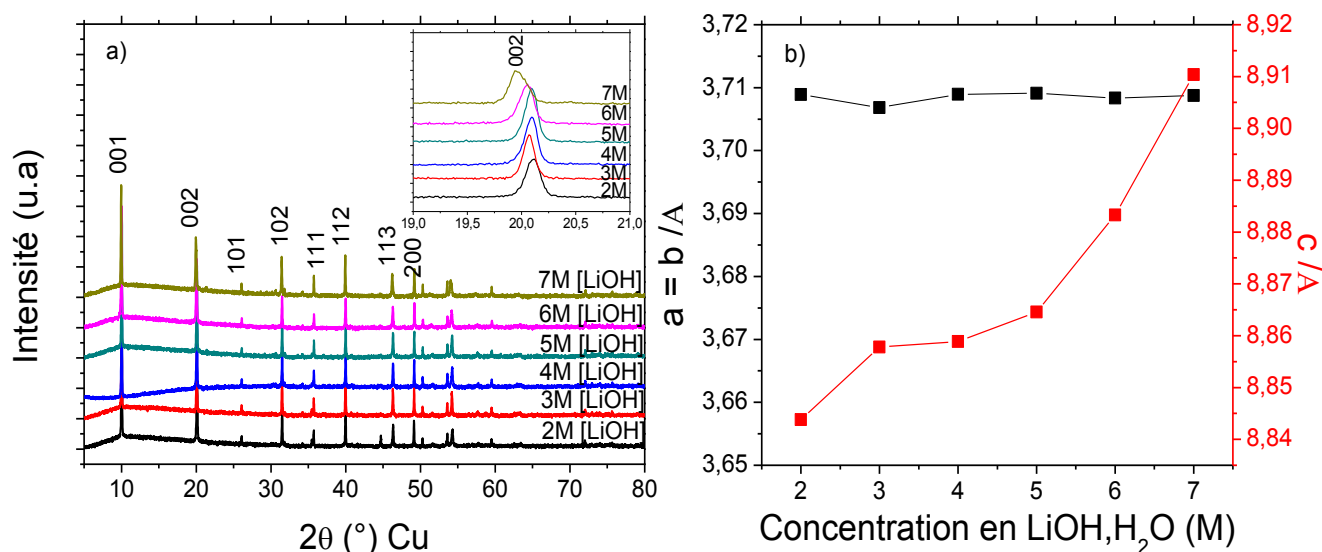 a)
Intensité (u.a)
001
002
101
102
111
112
113
200
7M [LiOH]
6M [LiOH]
5M [LiOH]
4M [LiOH]
3M [LiOH]
2M [LiOH]
10 20 30 40 50 60 70 80
2θ (°) Cu
002
7M
6M
5M
4M
3M
2M
19,0 19,5 20,0 20,5 21,0
b)
a = b /Å
3,72
3,71
3,70
3,69
3,68
3,67
3,66
3,65
8,92
8,91
8,90
8,89
8,88
8,87
8,86
8,85
8,84
c /Å
2 3 4 5 6 7
Concentration en LiOH,H₂O (M)